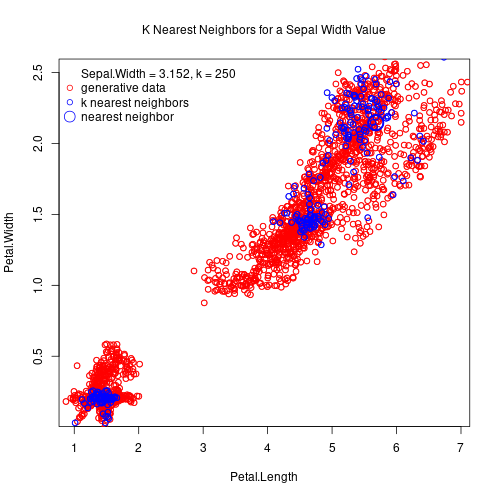 K Nearest Neighbors for a Sepal Width Value
Sepal.Width = 3.152, k = 250
generative data
k nearest neighbors
nearest neighbor
Petal.Width
2.5
2.0
1.5
1.0
0.5
1 2 3 4 5 6 7
Petal.Length